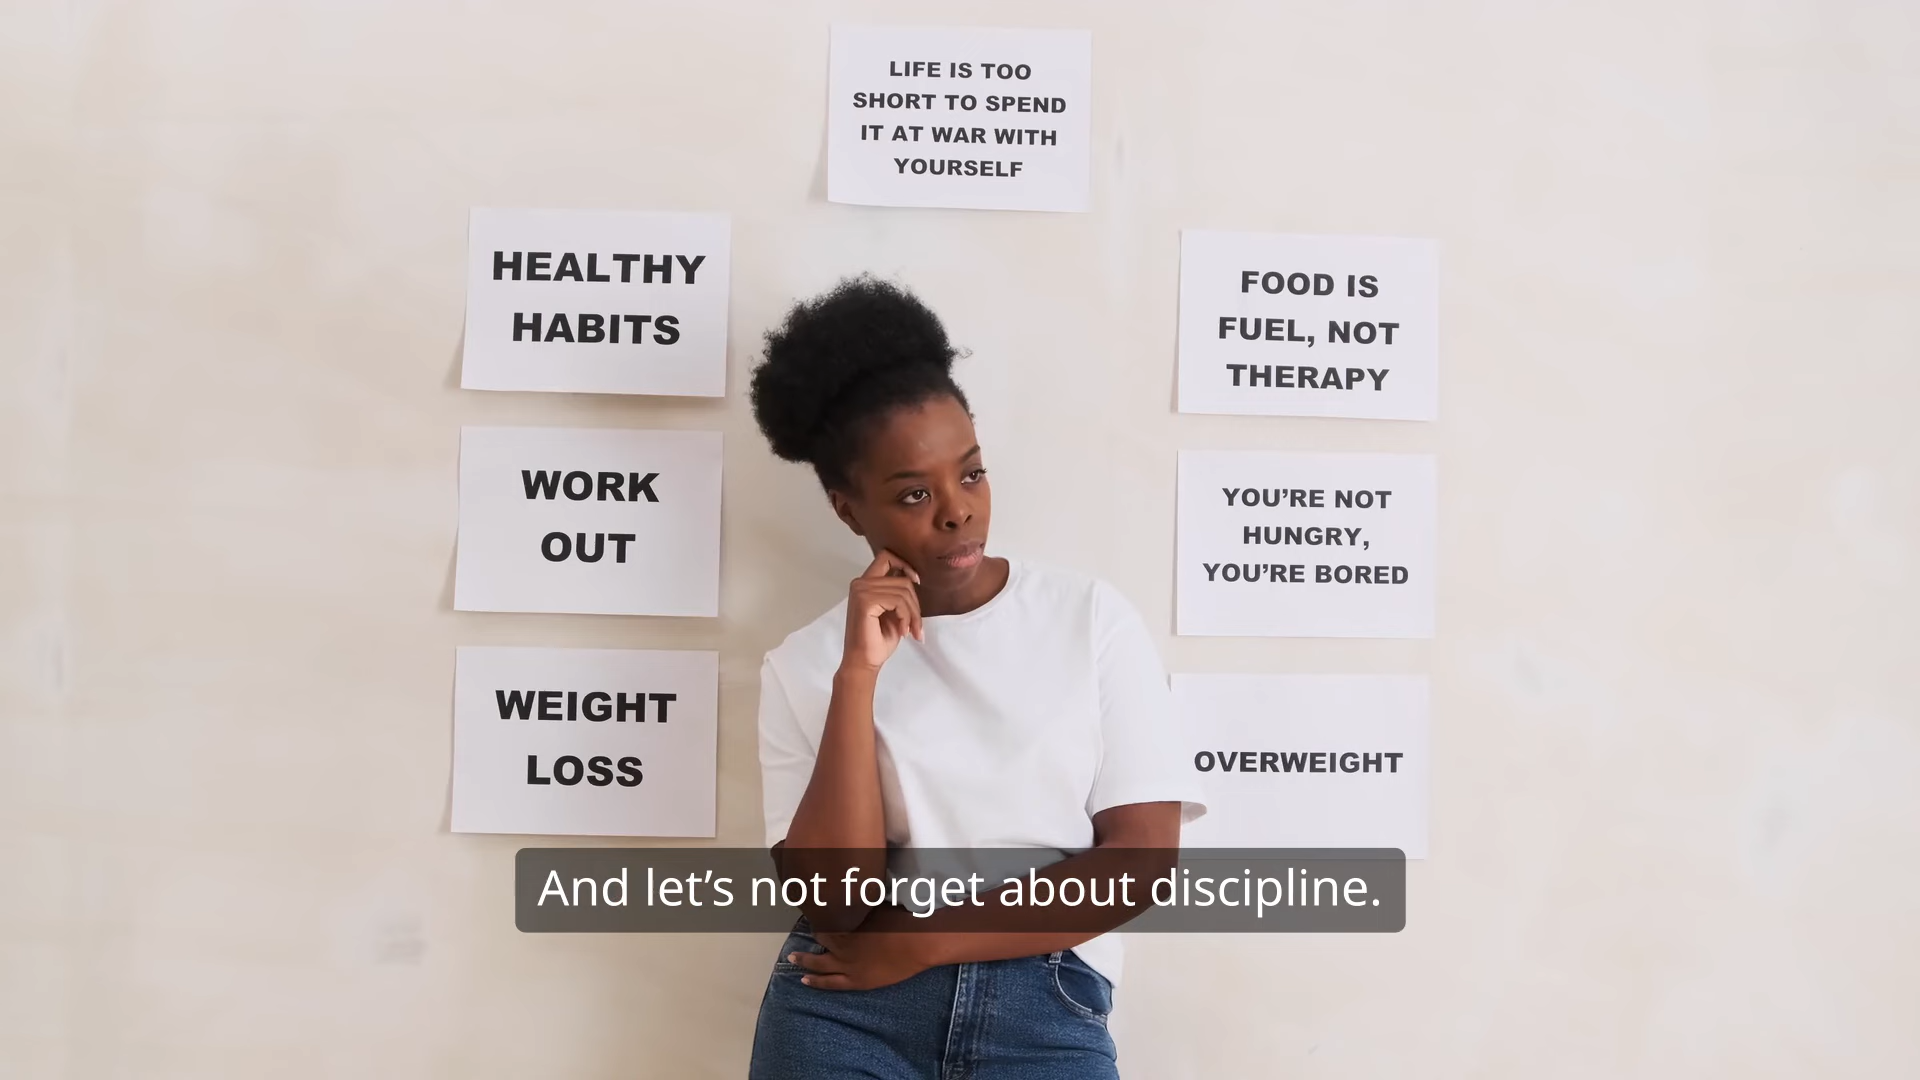 LIFE IS TOO
SHORT TO SPEND
IT AT WAR WITH
YOURSELF
HEALTHY
HABITS
WORK
OUT
WEIGHT
LOSS
FOOD IS
FUEL, NOT
THERAPY
YOU’RE NOT
HUNGRY,
YOU’RE BORED
OVERWEIGHT
And let’s not forget about discipline.